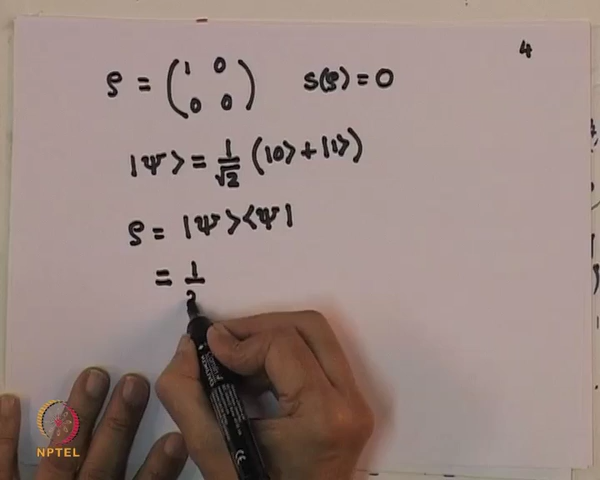 4
ρ = ( 1 0 ; 0 0 )    S(ρ) = 0
|Ψ> = 1/√2 (|0> + |1>)
ρ = |Ψ><Ψ|
= 1/2
NPTEL